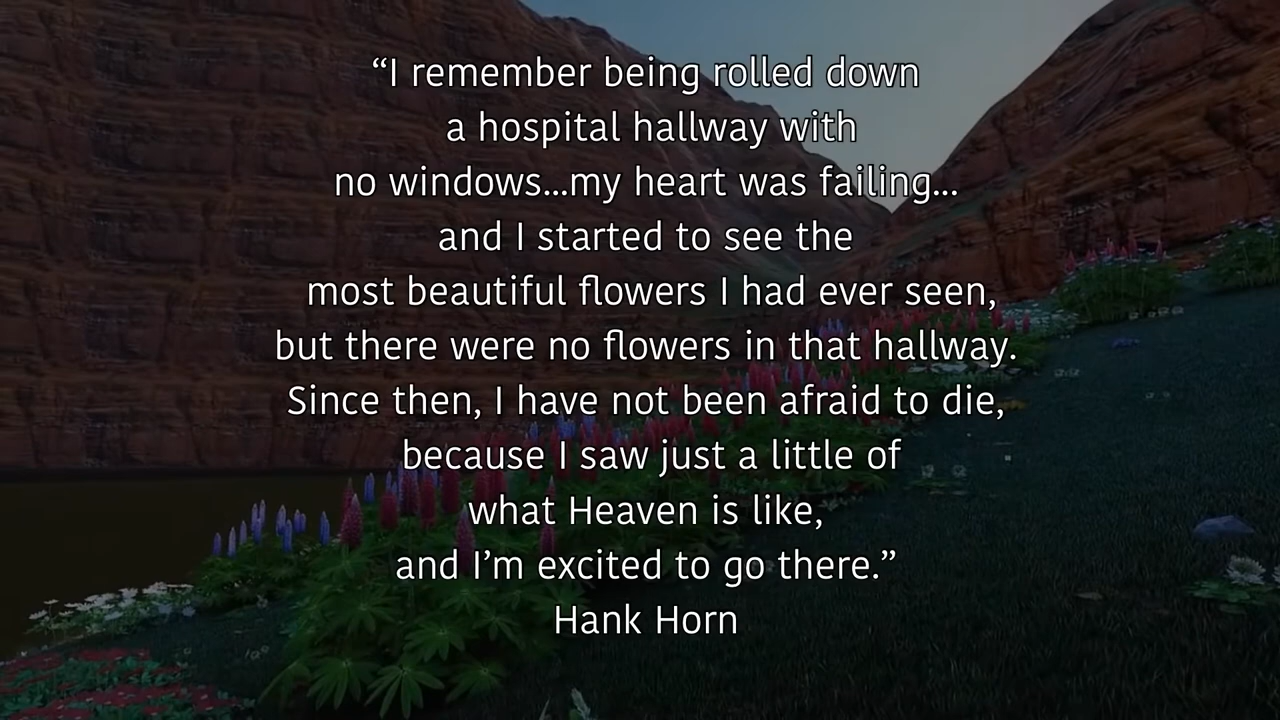 “I remember being rolled down
a hospital hallway with
no windows...my heart was failing...
and I started to see the
most beautiful flowers I had ever seen,
but there were no flowers in that hallway.
Since then, I have not been afraid to die,
because I saw just a little of
what Heaven is like,
and I’m excited to go there.”
Hank Horn